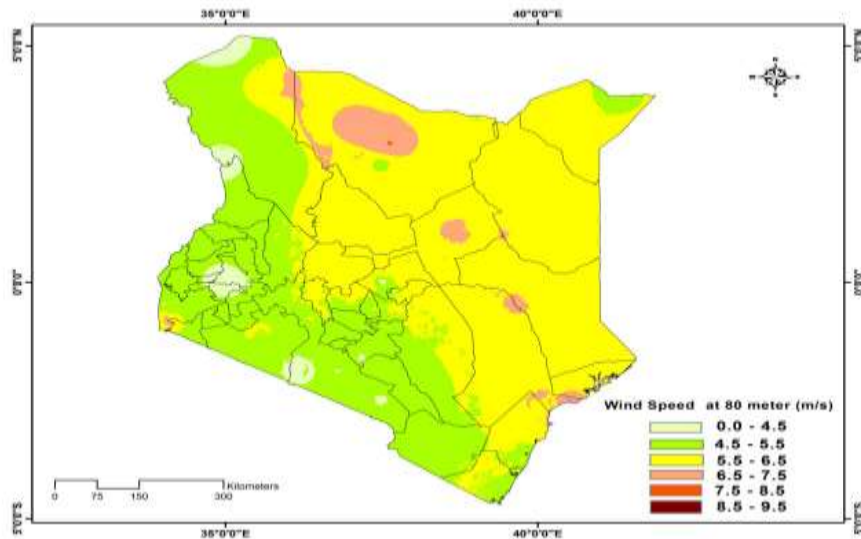 35°0'0"E 40°0'0"E
5°0'0"N 5°0'0"N
0°0'0" 0°0'0"
Wind Speed at 80 meter (m/s)
0.0 - 4.5
4.5 - 5.5
5.5 - 6.5
6.5 - 7.5
7.5 - 8.5
8.5 - 9.5
Kilometers
0 75 150 300
5°0'0"S 5°0'0"S
35°0'0"E 40°0'0"E